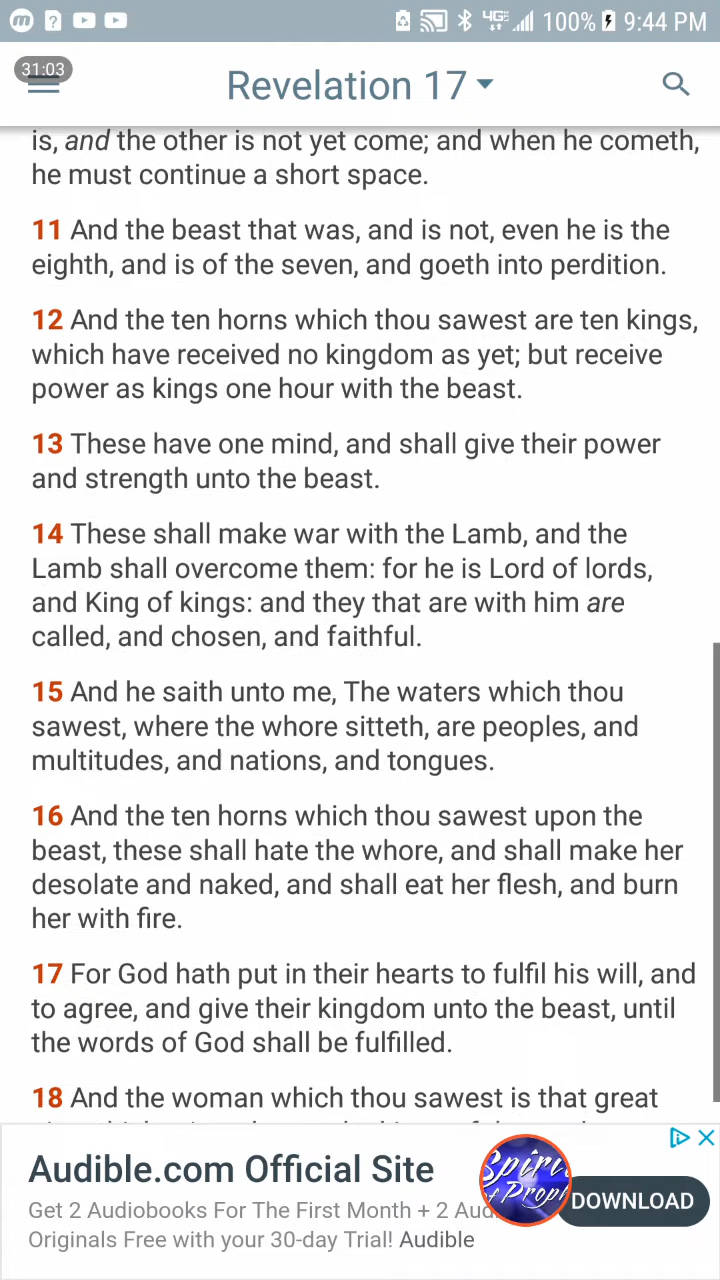 4G 100% 9:44 PM
31:03
Revelation 17
is, and the other is not yet come; and when he cometh,
he must continue a short space.
11 And the beast that was, and is not, even he is the
eighth, and is of the seven, and goeth into perdition.
12 And the ten horns which thou sawest are ten kings,
which have received no kingdom as yet; but receive
power as kings one hour with the beast.
13 These have one mind, and shall give their power
and strength unto the beast.
14 These shall make war with the Lamb, and the
Lamb shall overcome them: for he is Lord of lords,
and King of kings: and they that are with him are
called, and chosen, and faithful.
15 And he saith unto me, The waters which thou
sawest, where the whore sitteth, are peoples, and
multitudes, and nations, and tongues.
16 And the ten horns which thou sawest upon the
beast, these shall hate the whore, and shall make her
desolate and naked, and shall eat her flesh, and burn
her with fire.
17 For God hath put in their hearts to fulfil his will, and
to agree, and give their kingdom unto the beast, until
the words of God shall be fulfilled.
18 And the woman which thou sawest is that great
Audible.com Official Site
Get 2 Audiobooks For The First Month + 2 Aud
Originals Free with your 30-day Trial! Audible
Spiri
of Prop
DOWNLOAD